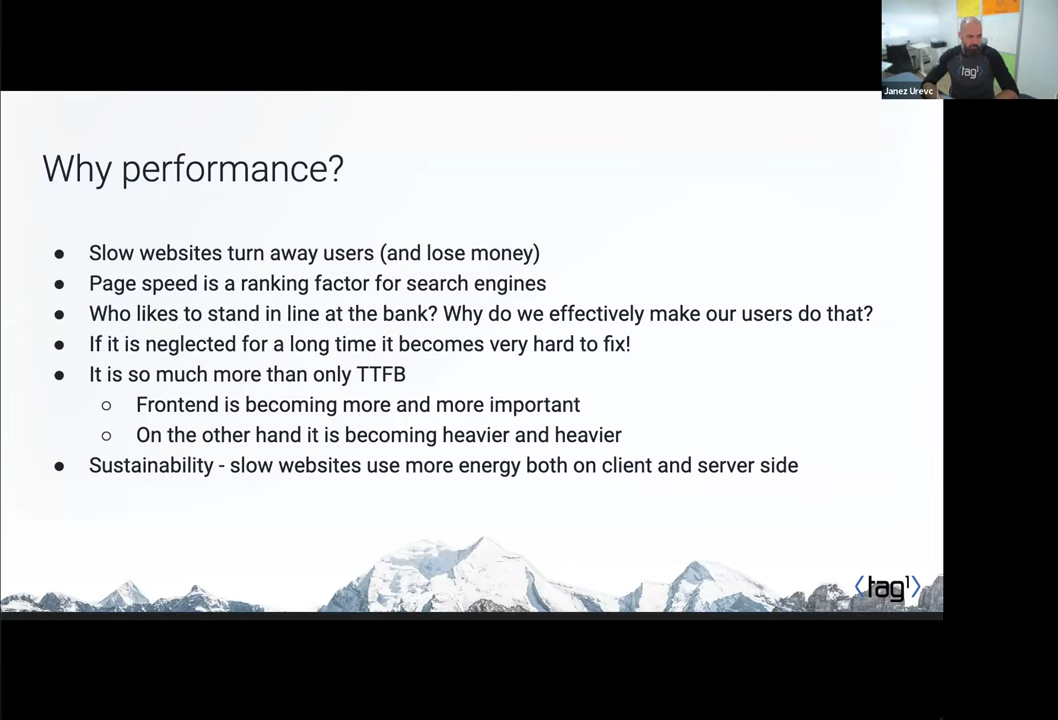 tag1
Janez Urevc
Why performance?
● Slow websites turn away users (and lose money)
● Page speed is a ranking factor for search engines
● Who likes to stand in line at the bank? Why do we effectively make our users do that?
● If it is neglected for a long time it becomes very hard to fix!
● It is so much more than only TTFB
○ Frontend is becoming more and more important
○ On the other hand it is becoming heavier and heavier
● Sustainability - slow websites use more energy both on client and server side
tag1